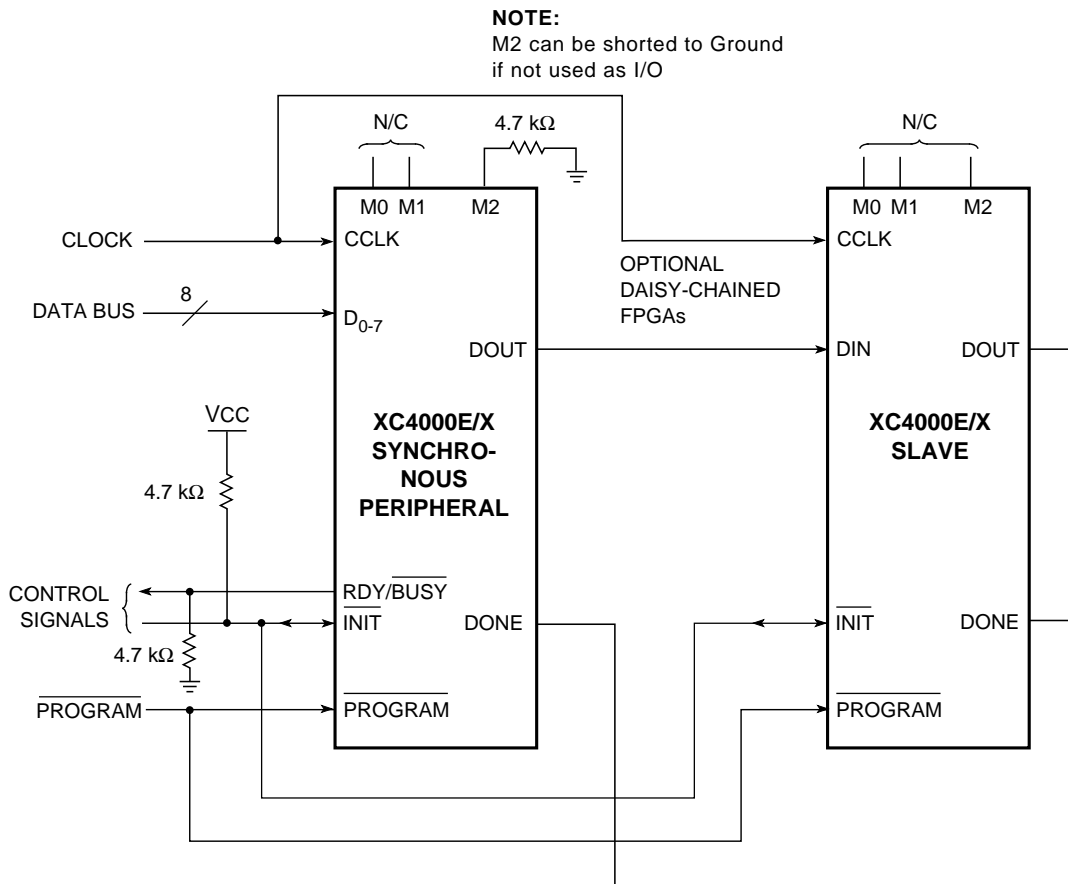 NOTE:
M2 can be shorted to Ground
if not used as I/O
N/C
4.7 kΩ
N/C
M0 M1
M2
M0
M1
M2
CLOCK
CCLK
CCLK
OPTIONAL
DAISY-CHAINED
FPGAs
DATA BUS
8
D0-7
DOUT
DIN
DOUT
VCC
XC4000E/X
SYNCHRO-
NOUS
PERIPHERAL
XC4000E/X
SLAVE
4.7 kΩ
CONTROL
SIGNALS
RDY/BUSY
INIT
DONE
INIT
DONE
4.7 kΩ
PROGRAM
PROGRAM
PROGRAM